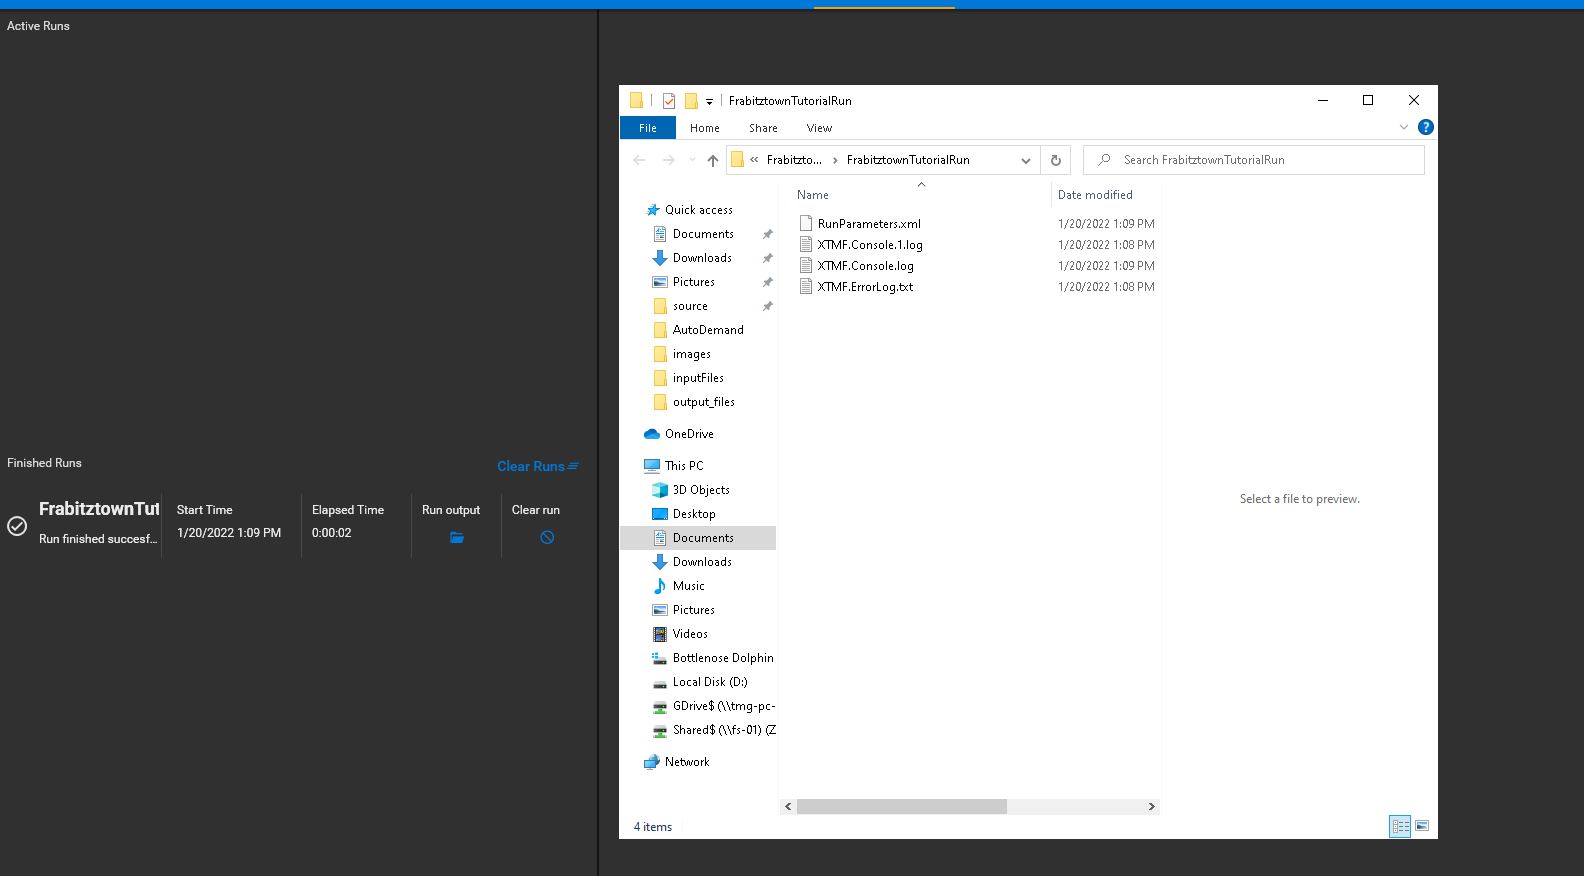 Active Runs
Finished Runs
Clear Runs
FrabitztownTut
Run finished succesf...
Start Time
1/20/2022 1:09 PM
Elapsed Time
0:00:02
Run output
Clear run
FrabitztownTutorialRun
File Home Share View
« Frabitzto... › FrabitztownTutorialRun
Search FrabitztownTutorialRun
Quick access
Documents
Downloads
Pictures
source
AutoDemand
images
inputFiles
output_files
OneDrive
This PC
3D Objects
Desktop
Documents
Downloads
Music
Pictures
Videos
Bottlenose Dolphin
Local Disk (D:)
GDrive$ (\\tmg-pc-
Shared$ (\\fs-01) (Z
Network
Name Date modified
RunParameters.xml 1/20/2022 1:09 PM
XTMF.Console.1.log 1/20/2022 1:08 PM
XTMF.Console.log 1/20/2022 1:09 PM
XTMF.ErrorLog.txt 1/20/2022 1:08 PM
Select a file to preview.
4 items